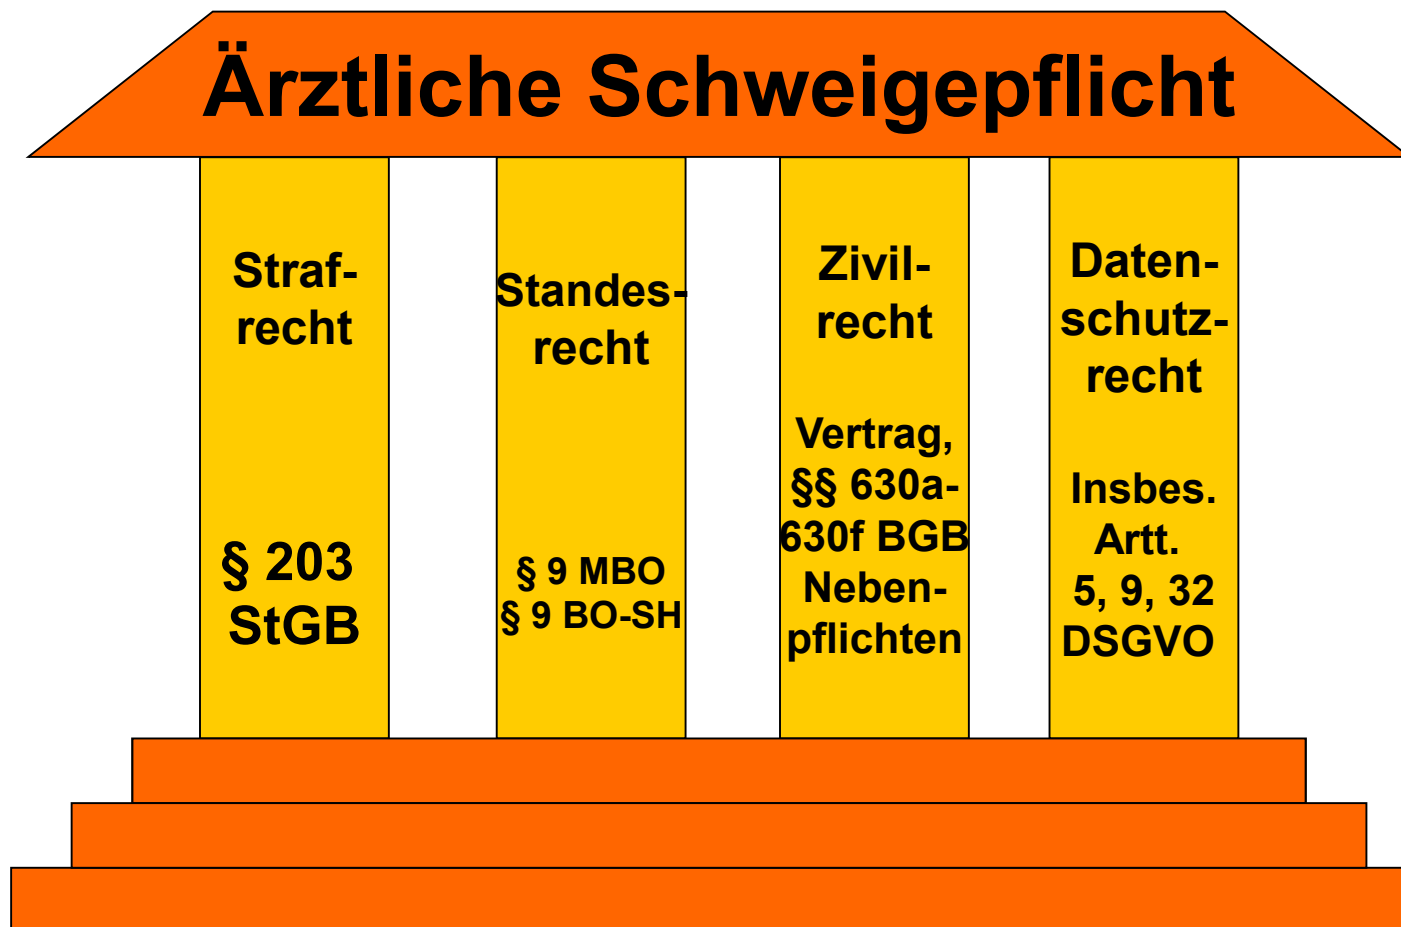 Ärztliche Schweigepflicht
Straf-
recht
§ 203
StGB
Standes-
recht
§ 9 MBO
§ 9 BO-SH
Zivil-
recht
Vertrag,
§§ 630a-
630f BGB
Neben-
pflichten
Daten-
schutz-
recht
Insbes.
Artt.
5, 9, 32
DSGVO